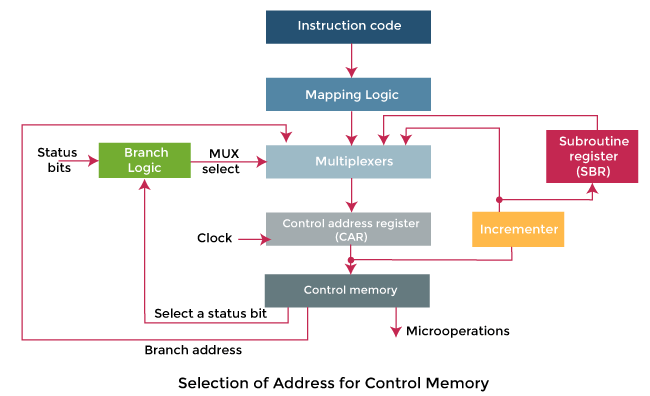 Instruction code
Mapping Logic
Status
bits
Branch
Logic
MUX
select
Multiplexers
Subroutine
register
(SBR)
Clock
Control address register
(CAR)
Incrementer
Control memory
Select a status bit
Microoperations
Branch address
Selection of Address for Control Memory